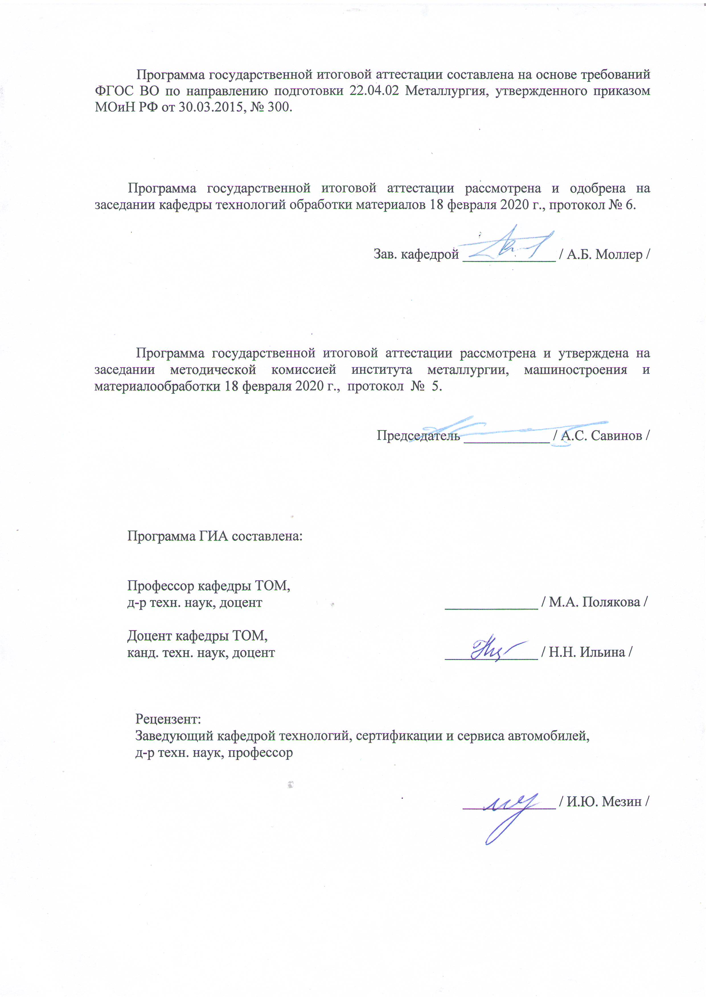 Программа государственной итоговой аттестации составлена на основе требований
ФГОС ВО по направлению подготовки 22.04.02 Металлургия, утвержденного приказом
МОиН РФ от 30.03.2015, № 300.
Программа государственной итоговой аттестации рассмотрена и одобрена на
заседании кафедры технологий обработки материалов 18 февраля 2020 г., протокол № 6.
Зав. кафедрой _____________ / А.Б. Моллер /
Программа государственной итоговой аттестации рассмотрена и утверждена на
заседании методической комиссией института металлургии, машиностроения и
материалообработки 18 февраля 2020 г., протокол № 5.
Председатель ____________ / А.С. Савинов /
Программа ГИА составлена:
Профессор кафедры ТОМ,
д-р техн. наук, доцент _____________ / М.А. Полякова /
Доцент кафедры ТОМ,
канд. техн. наук, доцент _____________ / Н.Н. Ильина /
Рецензент:
Заведующий кафедрой технологий, сертификации и сервиса автомобилей,
д-р техн. наук, профессор
_____________ / И.Ю. Мезин /